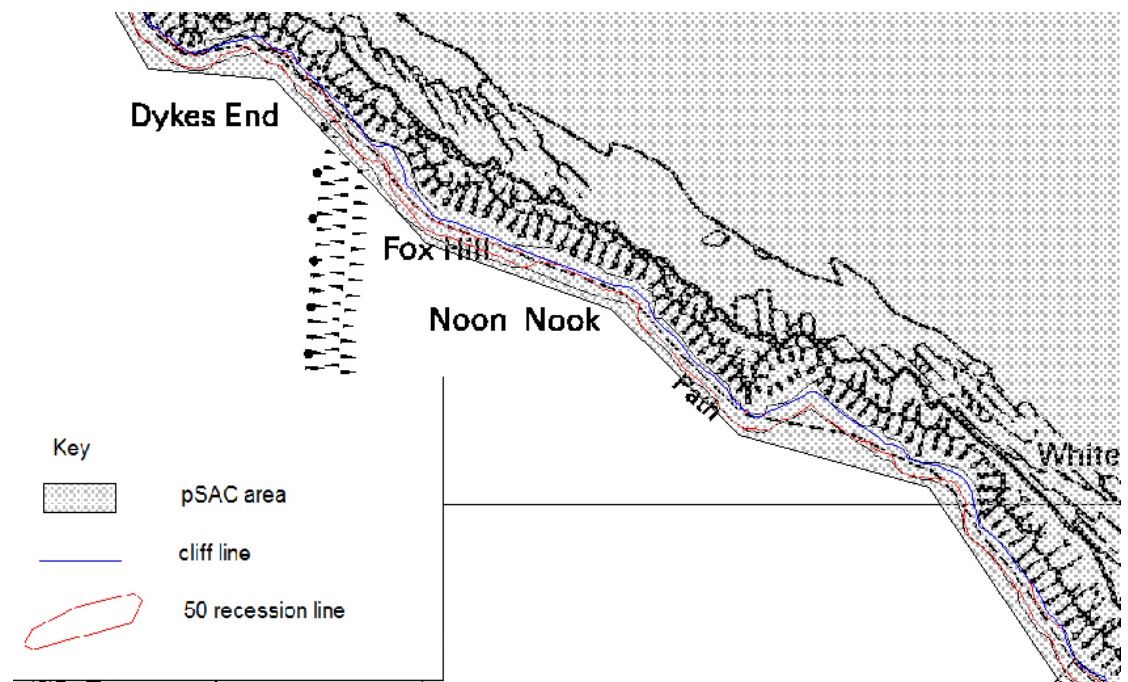 Dykes End
Fox Hill
Noon Nook
Path
White
Key
pSAC area
cliff line
50 recession line